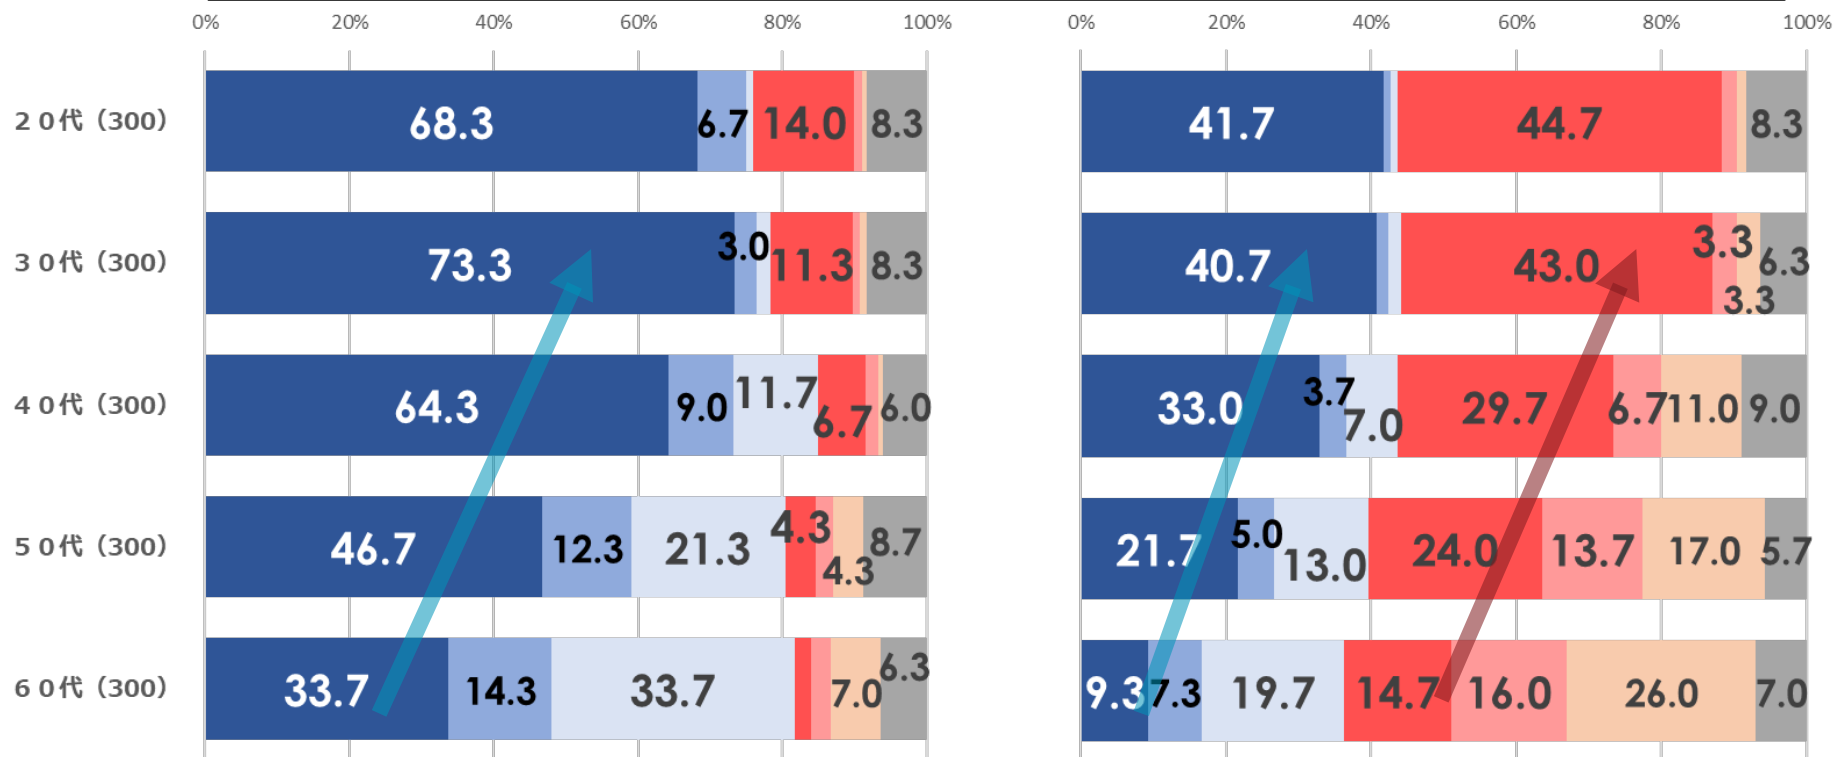 0% 20% 40% 60% 80% 100% 0% 20% 40% 60% 80% 100%
２０代（300） 68.3 6.7 14.0 8.3 41.7 44.7 8.3
３０代（300） 73.3 3.0 11.3 8.3 40.7 43.0 3.3 3.3 6.3
４０代（300） 64.3 9.0 11.7 6.7 6.0 33.0 3.7 7.0 29.7 6.7 11.0 9.0
５０代（300） 46.7 12.3 21.3 4.3 4.3 8.7 21.7 5.0 13.0 24.0 13.7 17.0 5.7
６０代（300） 33.7 14.3 33.7 7.0 6.3 9.3 7.3 19.7 14.7 16.0 26.0 7.0